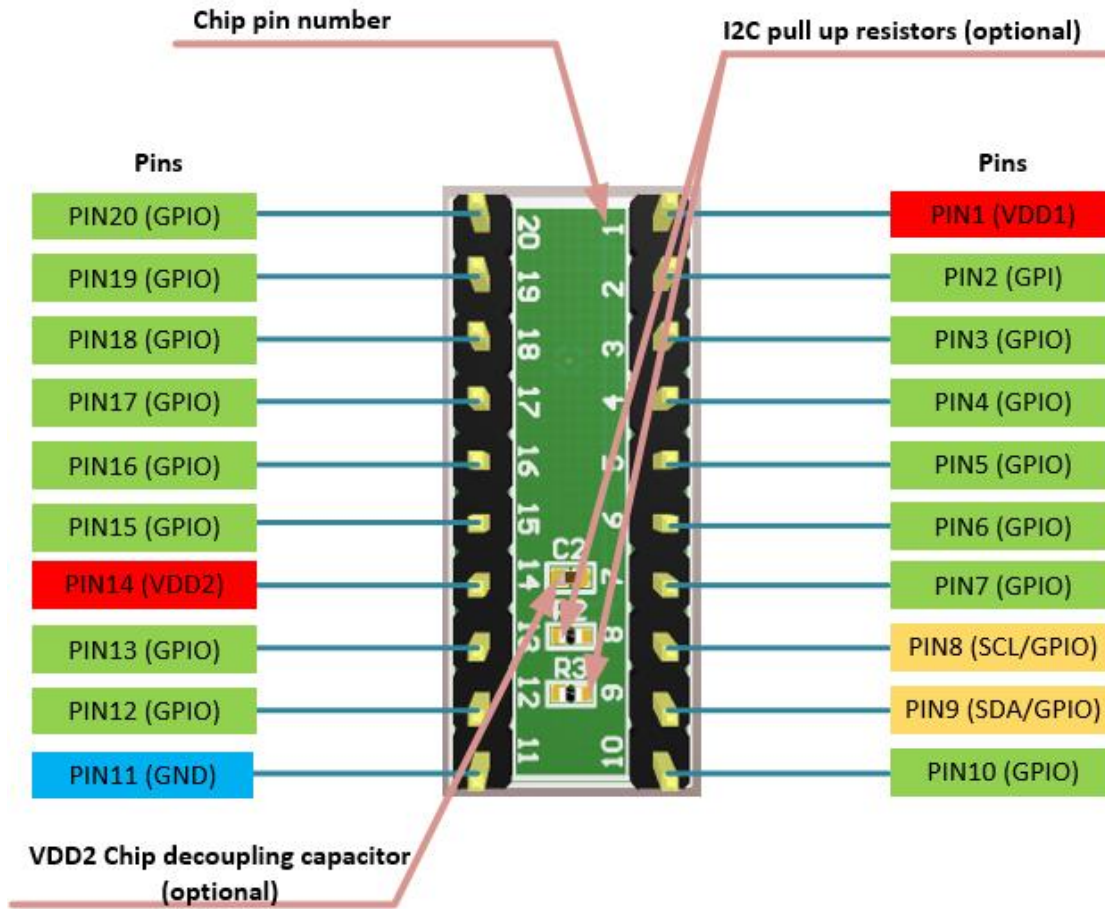 Chip pin number
I2C pull up resistors (optional)
Pins
Pins
PIN20 (GPIO)
PIN19 (GPIO)
PIN18 (GPIO)
PIN17 (GPIO)
PIN16 (GPIO)
PIN15 (GPIO)
PIN14 (VDD2)
PIN13 (GPIO)
PIN12 (GPIO)
PIN11 (GND)
20
19
18
17
16
15
14
13
12
11
C2
R3
1
2
3
4
5
6
7
8
9
10
PIN1 (VDD1)
PIN2 (GPI)
PIN3 (GPIO)
PIN4 (GPIO)
PIN5 (GPIO)
PIN6 (GPIO)
PIN7 (GPIO)
PIN8 (SCL/GPIO)
PIN9 (SDA/GPIO)
PIN10 (GPIO)
VDD2 Chip decoupling capacitor
(optional)